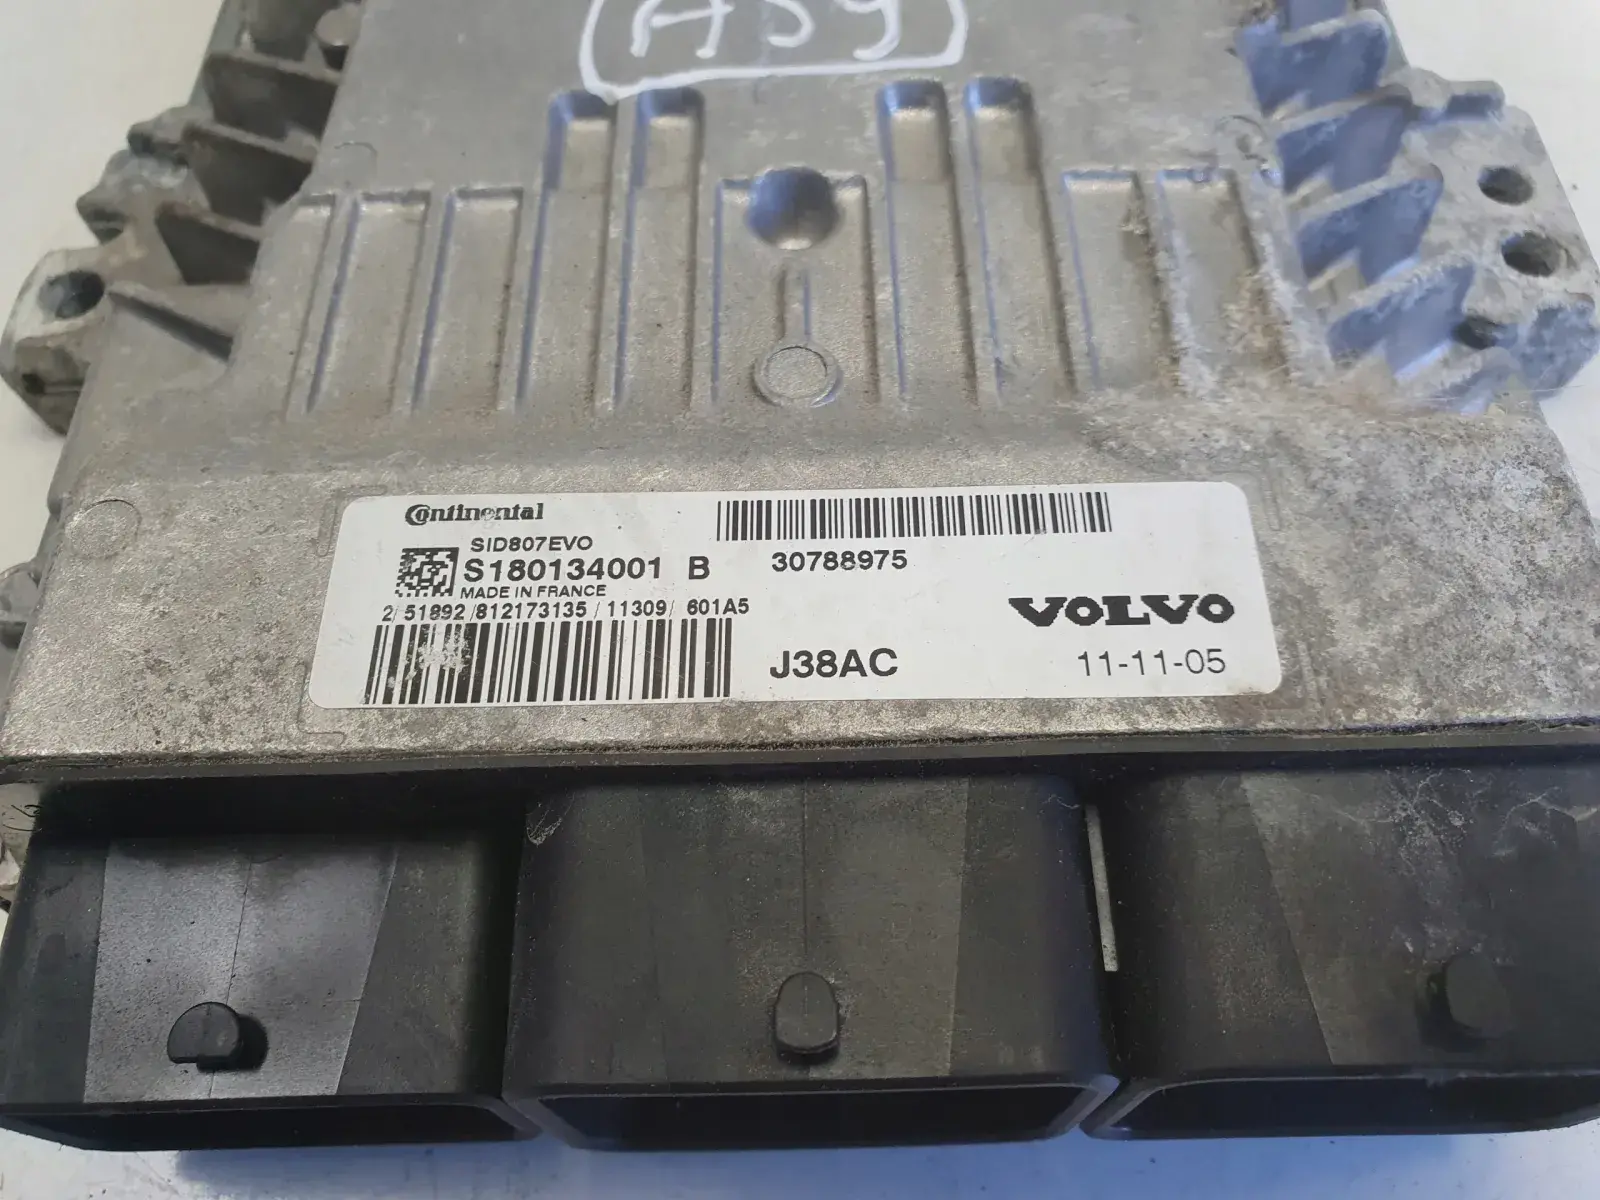 A59
Continental
SID807EVO
S180134001 B
MADE IN FRANCE
2/51892/812173135/11309/601A5
30788975
VOLVO
J38AC
11-11-05